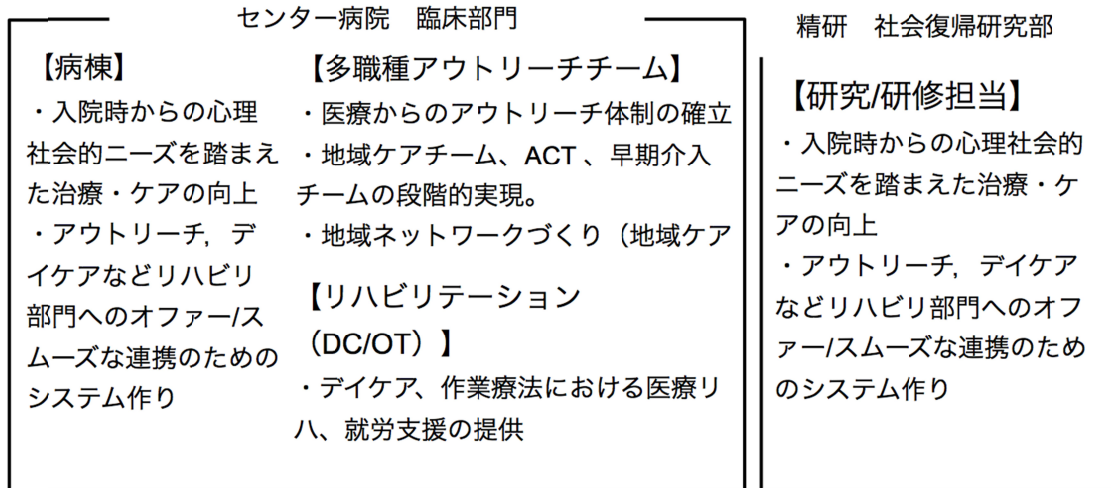 センター病院　臨床部門
【病棟】
・入院時からの心理
社会的ニーズを踏まえ
た治療・ケアの向上
・アウトリーチ，デ
イケアなどリハビリ
部門へのオファー/ス
ムーズな連携のための
システム作り
【多職種アウトリーチチーム】
・医療からのアウトリーチ体制の確立
・地域ケアチーム、ACT 、早期介入
チームの段階的実現。
・地域ネットワークづくり（地域ケア
【リハビリテーション
（DC/OT）】
・デイケア、作業療法における医療リ
ハ、就労支援の提供
精研　社会復帰研究部
【研究/研修担当】
・入院時からの心理社会的
ニーズを踏まえた治療・ケ
アの向上
・アウトリーチ，デイケア
などリハビリ部門へのオフ
ァー/スムーズな連携のため
のシステム作り